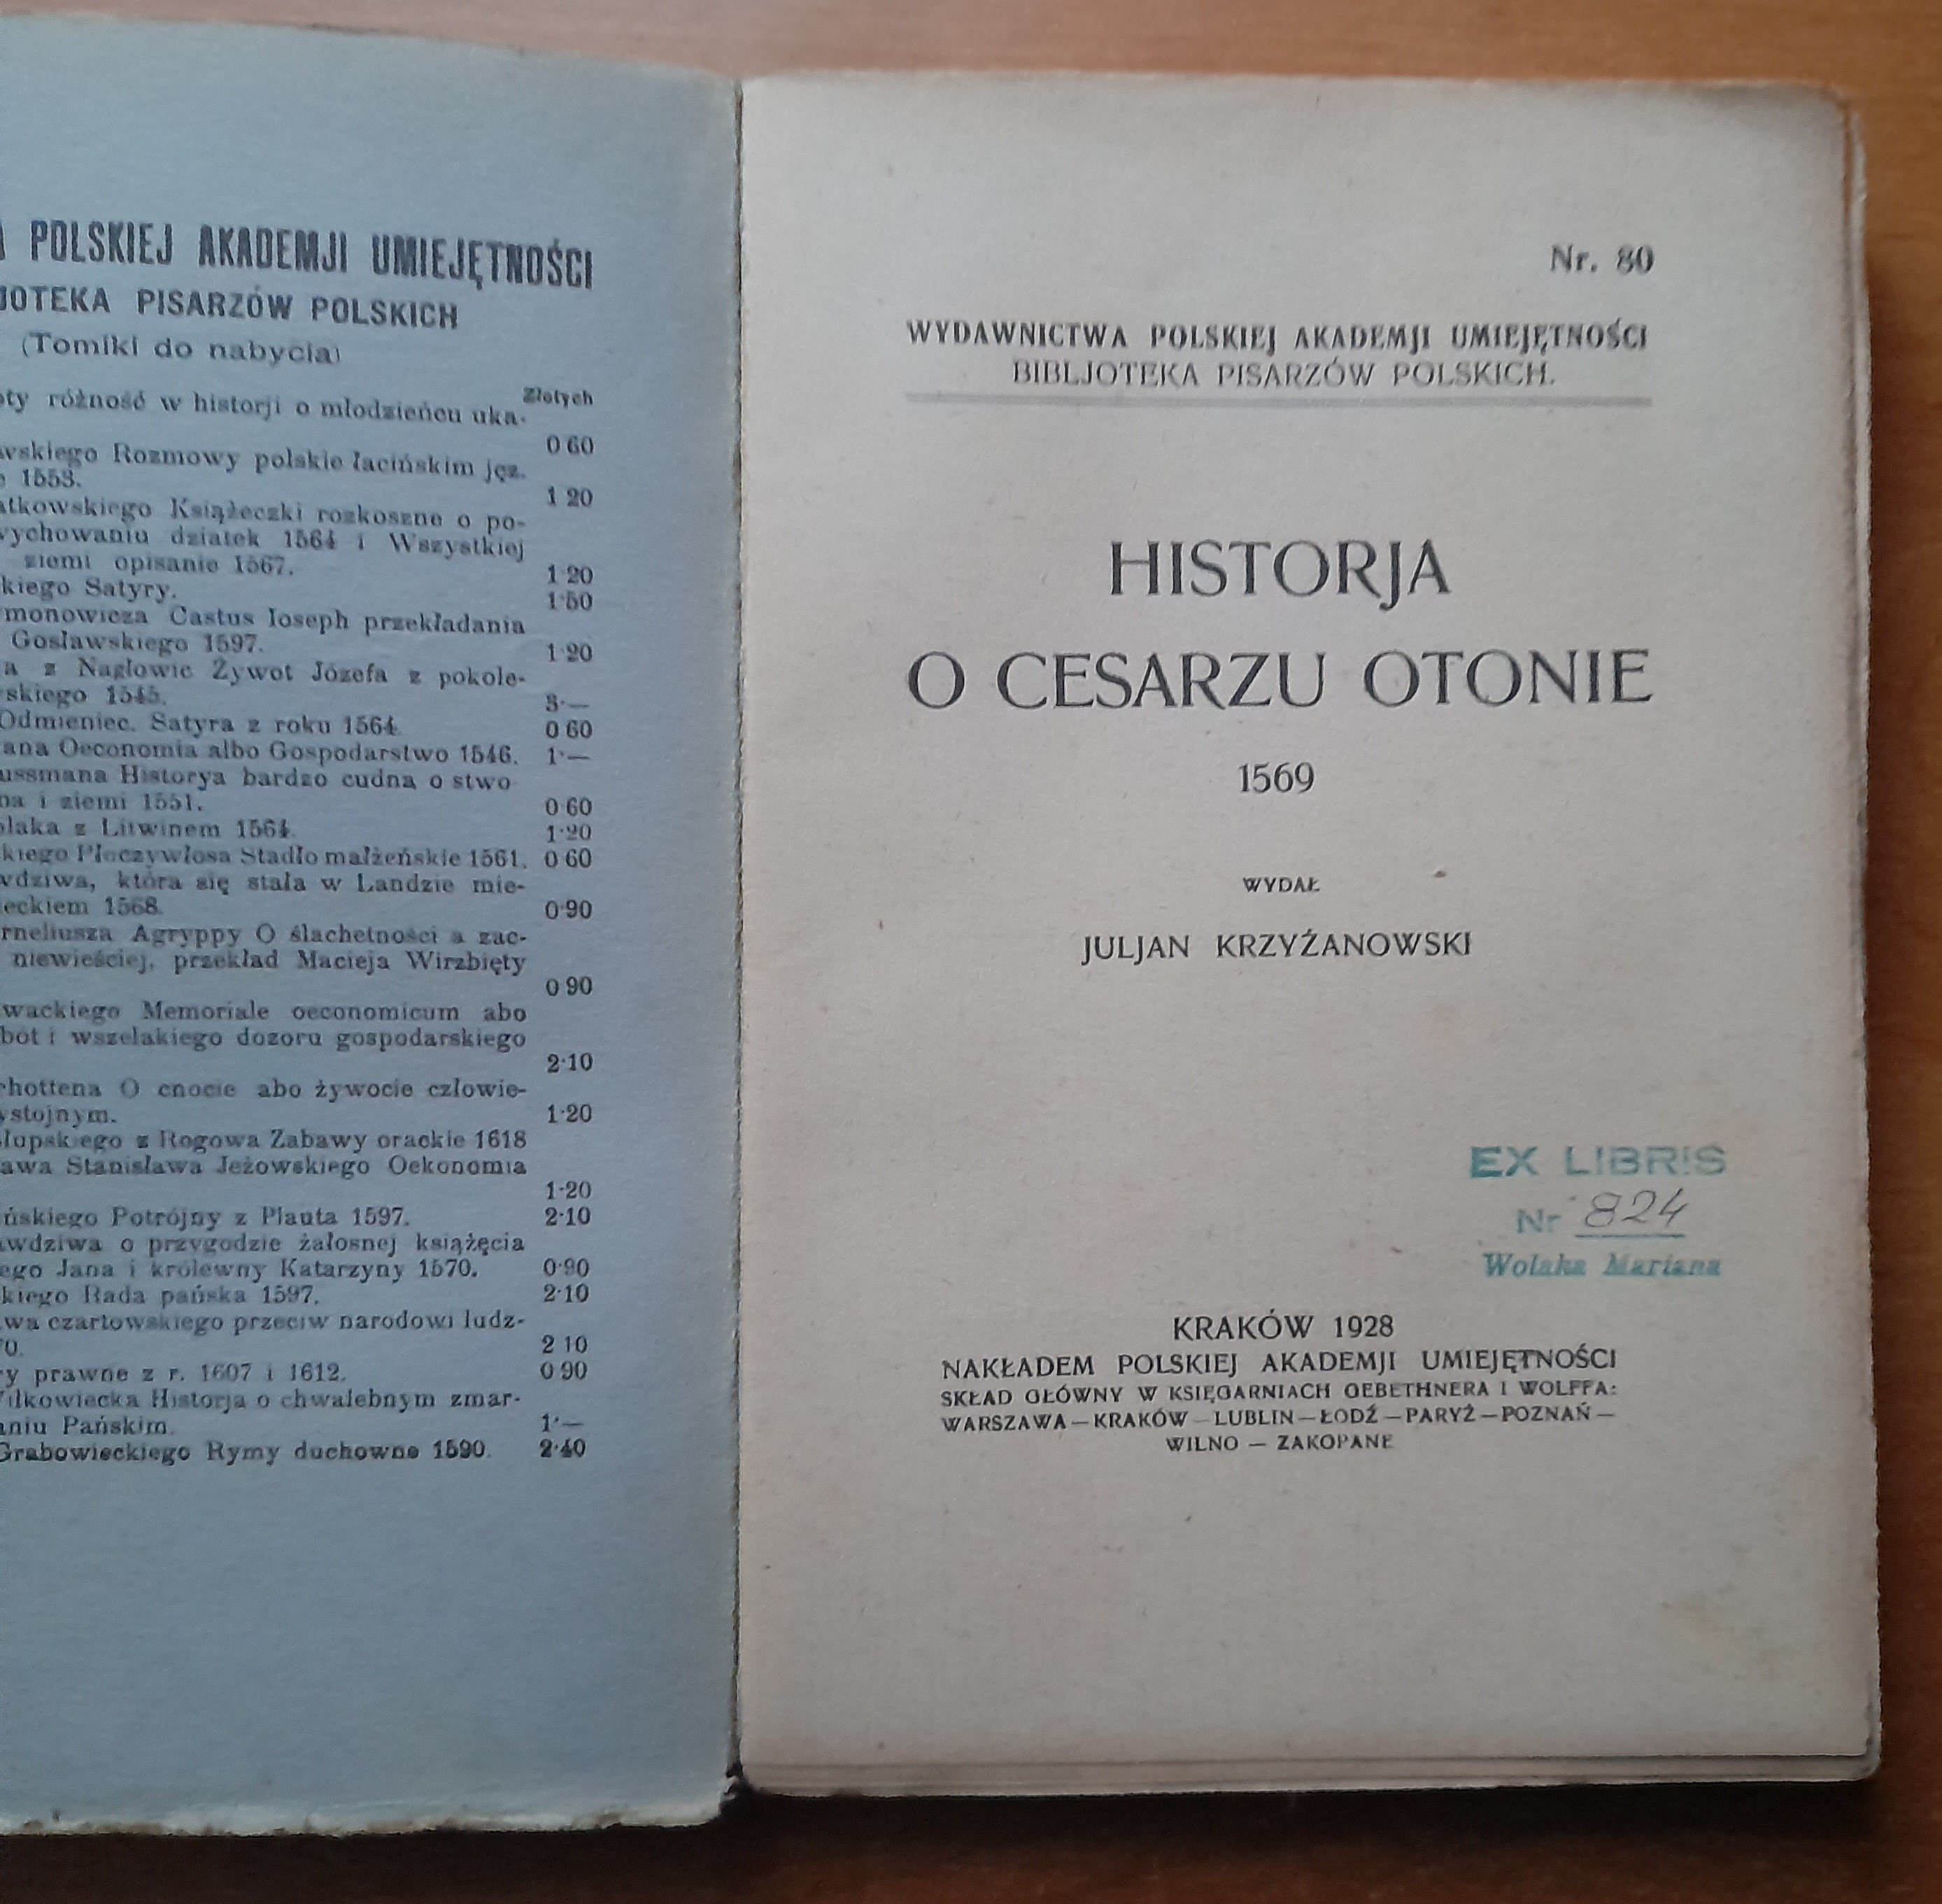 POLSKIEJ AKADEMJI UMIEJĘTNOŚCI
JOTEKA PISARZÓW POLSKICH
(Tomiki do nabycia)
Złotych
oty różność w historji o młodzieńcu uka-
0 60
wskiego Rozmowy polskie łacińskim jęz.
1553.
1 20
atkowskiego Książeczki rozkoszne o po-
wychowaniu dziatek 1564 i Wszystkiej
ziemi opisanie 1567.
1 20
kiego Satyry.
1·50
monowicza Castus Ioseph przekładania
Gosławskiego 1597.
1·20
a z Nagłowic Żywot Józefa z pokole-
skiego 1545.
3·—
Odmieniec. Satyra z roku 1564.
0 60
ana Oeconomia albo Gospodarstwo 1546. 1·—
ussmana Historya bardzo cudna o stwo
na i ziemi 1551.
0 60
olaka z Litwinem 1564.
1·20
kiego Płoczywłosa Stadło małżeńskie 1561. 0 60
wdziwa, która się stała w Landzie mie-
eckiem 1568.
0·90
rneliusza Agryppy O ślachetności a zac-
niewieściej, przekład Macieja Wirzbięty
0 90
wackiego Memoriale oeconomicum abo
bót i wszelakiego dozoru gospodarskiego
2·10
chottena O cnocie abo żywocie człowie-
ystojnym.
1·20
słupskiego z Rogowa Zabawy orackie 1618
ława Stanisława Jeżowskiego Oekonomia
1·20
ńskiego Potrójny z Plauta 1597.
2·10
wdziwa o przygodzie żałosnej książęcia
ego Jana i królewny Katarzyny 1570.
0·90
kiego Rada pańska 1597.
2·10
wa czartowskiego przeciw narodowi ludz-
0.
2 10
y prawne z r. 1607 i 1612.
0 90
Wilkowiecka Historja o chwalebnym zmar-
aniu Pańskim.
1·—
Grabowieckiego Rymy duchowne 1590.
2·40
Nr. 80
WYDAWNICTWA POLSKIEJ AKADEMJI UMIEJĘTNOŚCI
BIBLJOTEKA PISARZÓW POLSKICH.
HISTORJA
O CESARZU OTONIE
1569
WYDAŁ
JULJAN KRZYŻANOWSKI
EX LIBRIS
Nr 824
Wolaka Mariana
KRAKÓW 1928
NAKŁADEM POLSKIEJ AKADEMJI UMIEJĘTNOŚCI
SKŁAD GŁÓWNY W KSIĘGARNIACH GEBETHNERA I WOLFFA:
WARSZAWA—KRAKÓW—LUBLIN—ŁODŹ—PARYŻ—POZNAŃ—
WILNO — ZAKOPANE